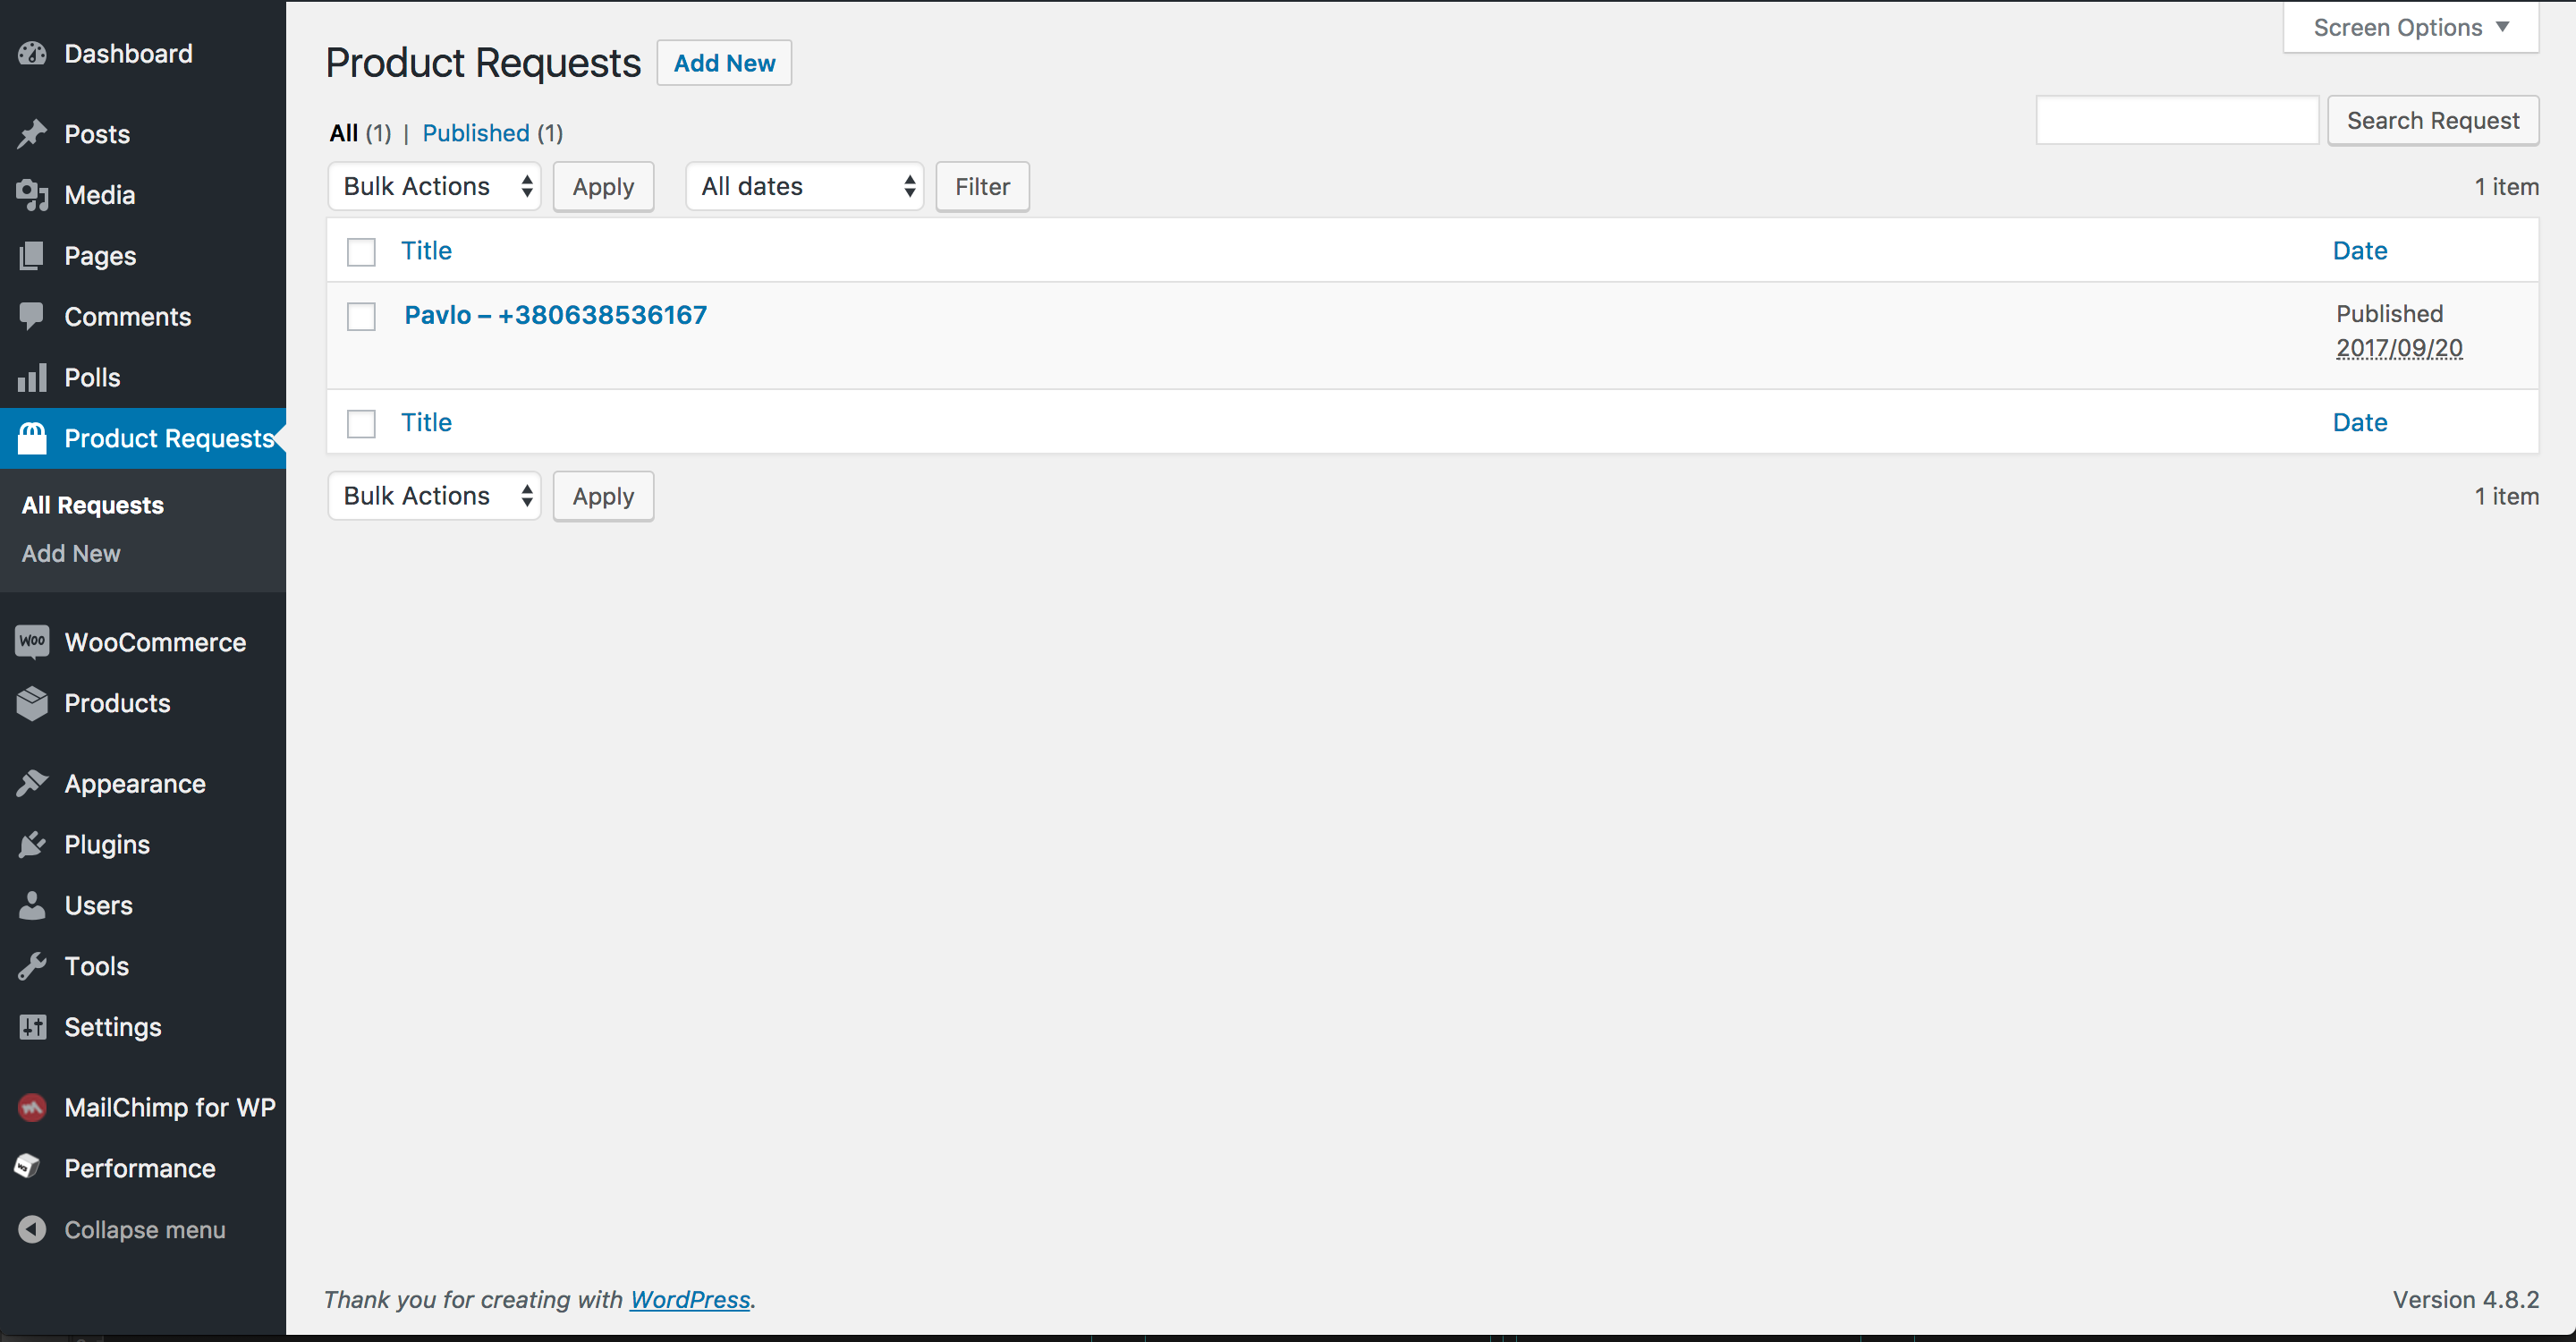 Dashboard
Posts
Media
Pages
Comments
Polls
Product Requests
All Requests
Add New
WOO WooCommerce
Products
Appearance
Plugins
Users
Tools
Settings
MailChimp for WP
Performance
Collapse menu
Screen Options
Product Requests Add New
Search Request
All (1) | Published (1)
Bulk Actions Apply All dates Filter 1 item
Title Date
Pavlo – +380638536167 Published
2017/09/20
Title Date
Bulk Actions Apply 1 item
Thank you for creating with WordPress. Version 4.8.2